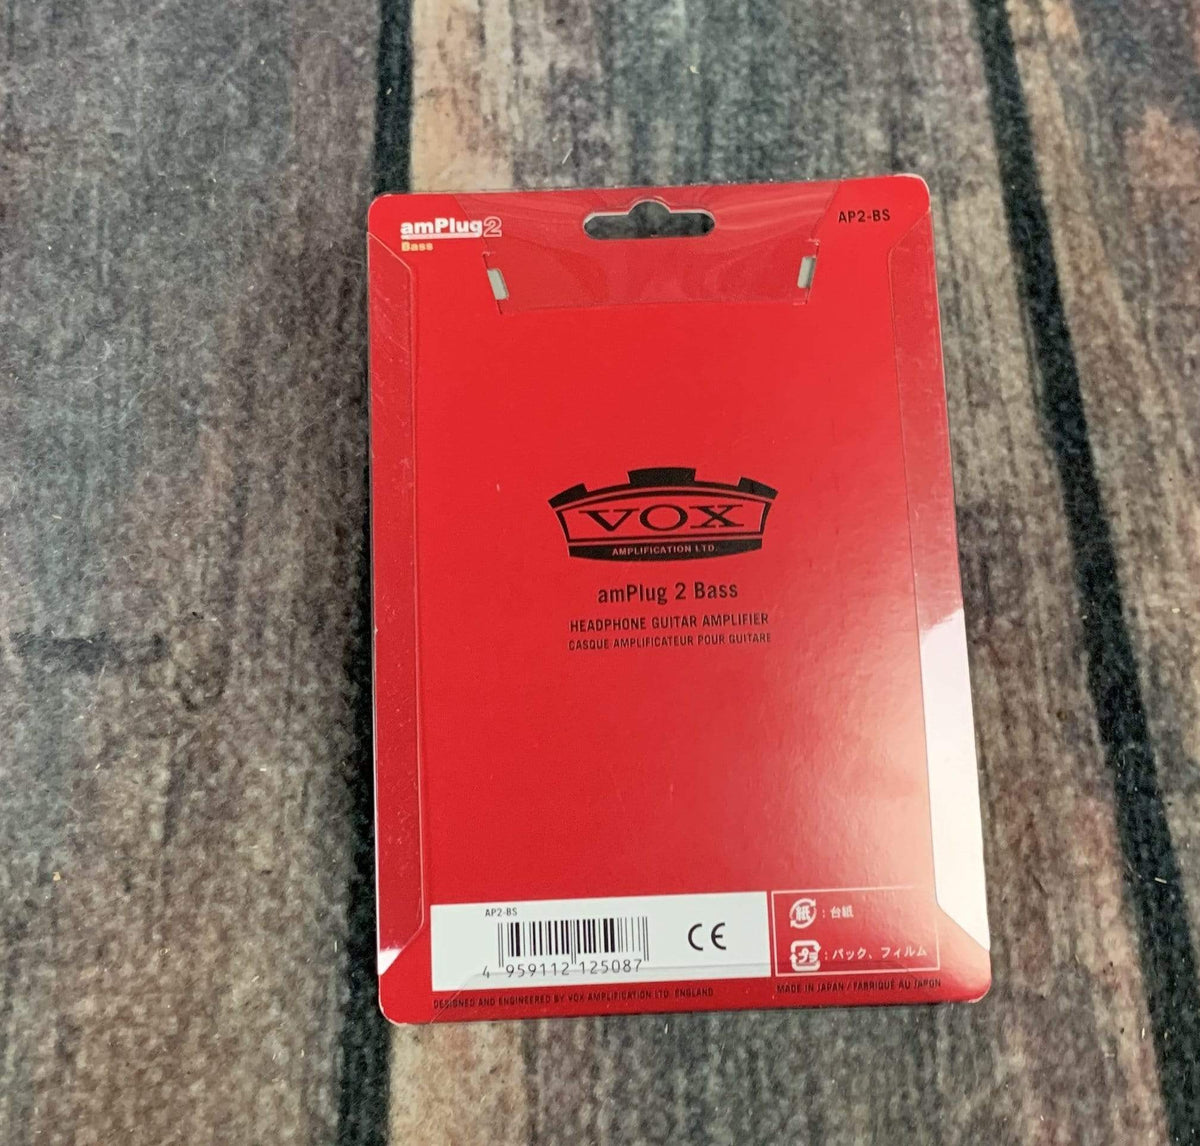 amPlug2
Bass
AP2-BS
VOX
AMPLIFICATION LTD.
amPlug 2 Bass
HEADPHONE GUITAR AMPLIFIER
CASQUE AMPLIFICATEUR POUR GUITARE
AP2-BS
4 959112 125087
CE
紙 : 台紙
プラ : パック、フィルム
DESIGNED AND ENGINEERED BY VOX AMPLIFICATION LTD. ENGLAND
MADE IN JAPAN / FABRIQUÉ AU JAPON